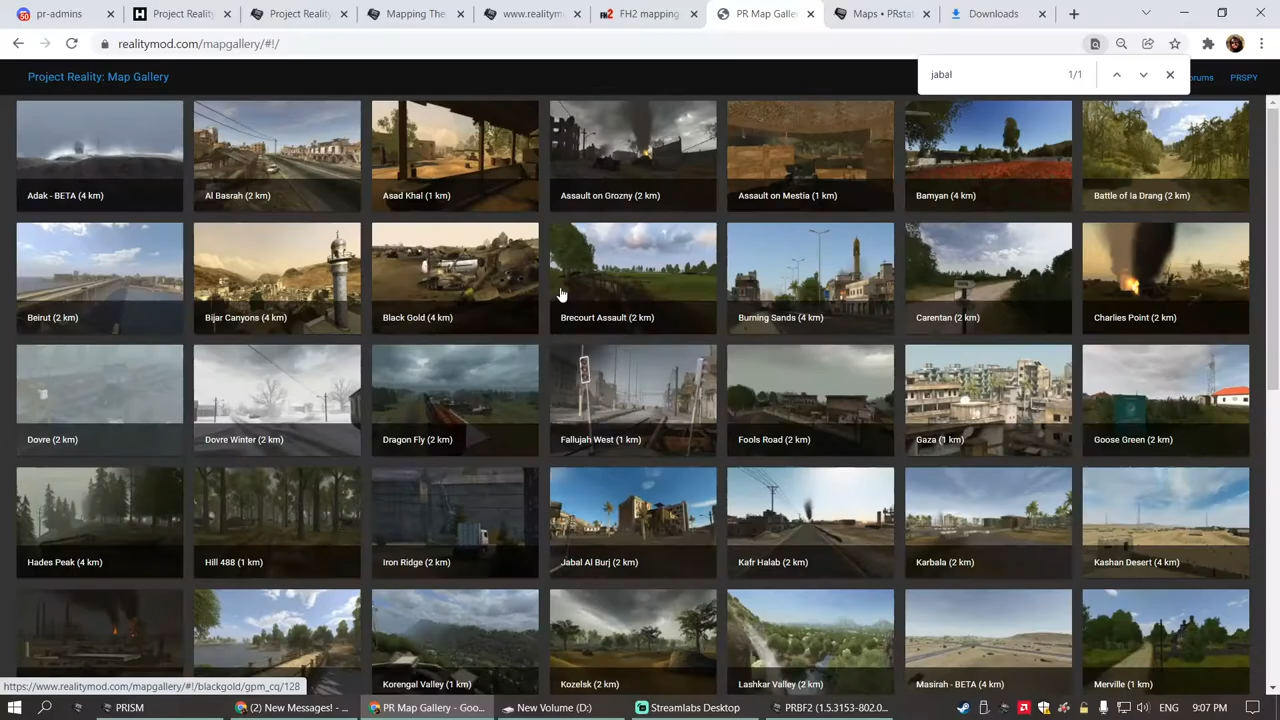 pr-admins
Project Reality
Project Realit
Mapping The
www.realitym
FH2 mapping
PR Map Galle
Maps • PRstat
Downloads
realitymod.com/mapgallery/#!/
jabal
1/1
Project Reality: Map Gallery
orums
PRSPY
Adak - BETA (4 km)
Al Basrah (2 km)
Asad Khal (1 km)
Assault on Grozny (2 km)
Assault on Mestia (1 km)
Bamyan (4 km)
Battle of Ia Drang (2 km)
Beirut (2 km)
Bijar Canyons (4 km)
Black Gold (4 km)
Brecourt Assault (2 km)
Burning Sands (4 km)
Carentan (2 km)
Charlies Point (2 km)
Dovre (2 km)
Dovre Winter (2 km)
Dragon Fly (2 km)
Fallujah West (1 km)
Fools Road (2 km)
Gaza (1 km)
Goose Green (2 km)
Hades Peak (4 km)
Hill 488 (1 km)
Iron Ridge (2 km)
Jabal Al Burj (2 km)
Kafr Halab (2 km)
Karbala (2 km)
Kashan Desert (4 km)
Korengal Valley (1 km)
Kozelsk (2 km)
Lashkar Valley (2 km)
Masirah - BETA (4 km)
Merville (1 km)
https://www.realitymod.com/mapgallery/#!/blackgold/gpm_cq/128
PRISM
(2) New Messages! - ...
PR Map Gallery - Goo...
New Volume (D:)
Streamlabs Desktop
PRBF2 (1.5.3153-802.0...
ENG
9:07 PM